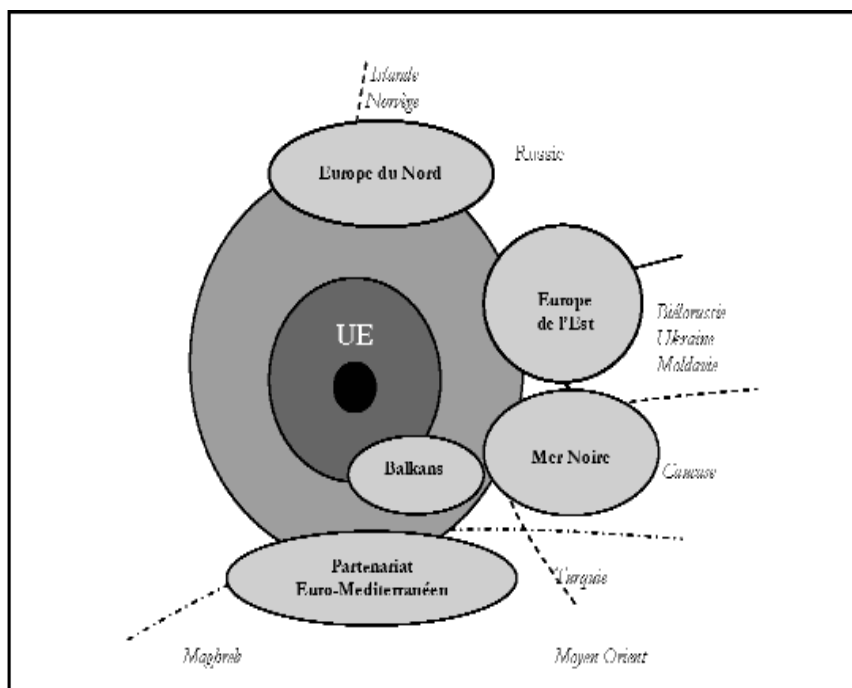 Islande
Norvège
Europe du Nord
Russie
Europe
de l'Est
UE
Biélorussie
Ukraine
Moldavie
Balkans
Mer Noire
Caucase
Partenariat
Euro-Mediterranéen
Turquie
Maghreb
Moyen Orient